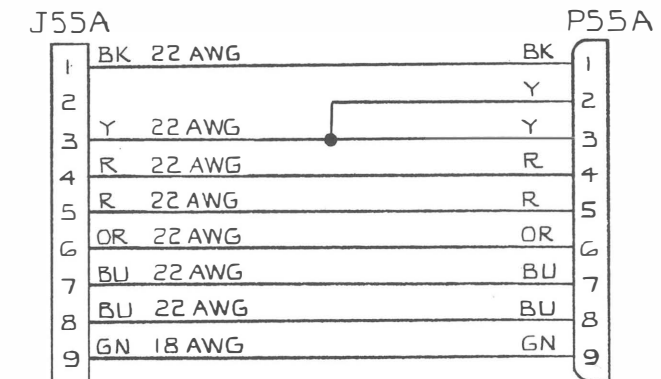 J55A P55A
1 BK 22 AWG BK 1
2 Y 2
3 Y 22 AWG Y 3
4 R 22 AWG R 4
5 R 22 AWG R 5
6 OR 22 AWG OR 6
7 BU 22 AWG BU 7
8 BU 22 AWG BU 8
9 GN 18 AWG GN 9